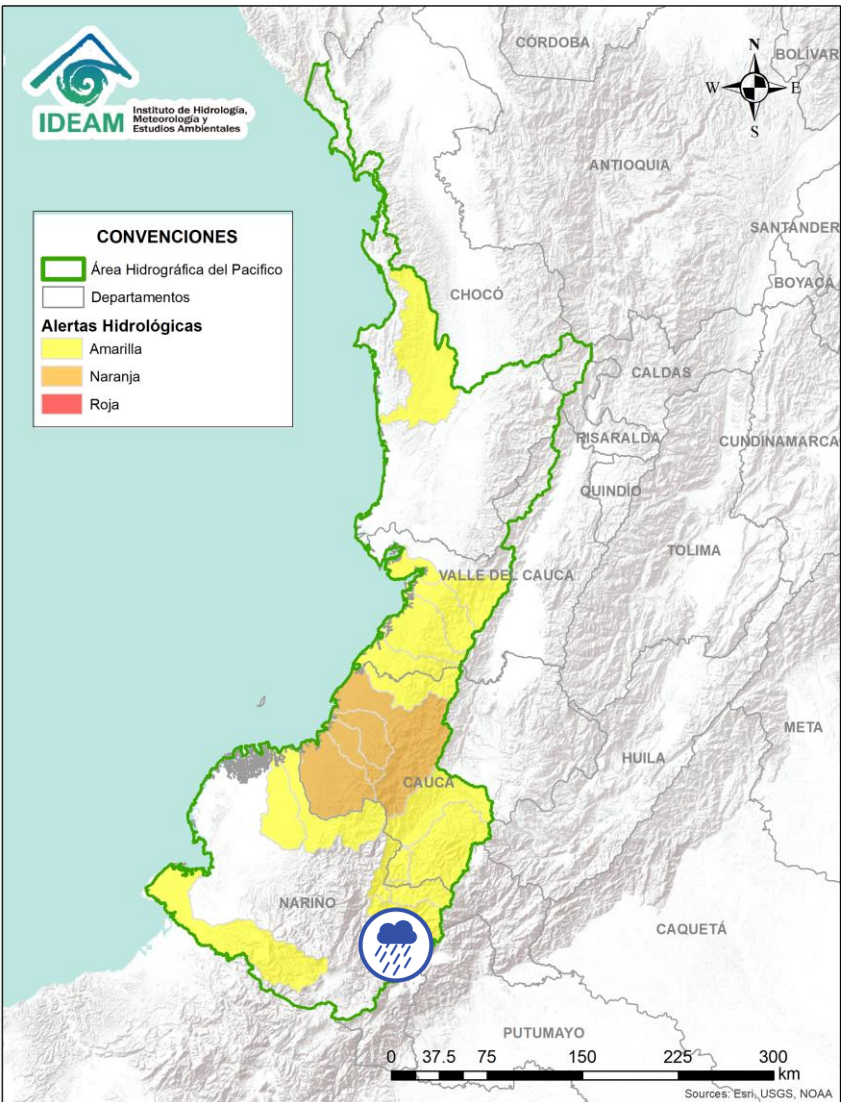 IDEAM
Instituto de Hidrología,
Meteorología y
Estudios Ambientales
N
W
E
S
CÓRDOBA
BOLÍVAR
ANTIOQUIA
SANTANDER
BOYACÁ
CONVENCIONES
Área Hidrográfica del Pacifico
Departamentos
Alertas Hidrológicas
Amarilla
Naranja
Roja
CHOCÓ
CALDAS
RISARALDA
CUNDINAMARCA
QUINDÍO
TOLIMA
VALLE DEL CAUCA
META
HUILA
CAUCA
NARIÑO
CAQUETÁ
PUTUMAYO
0 37.5 75 150 225 300
km
Sources: Esri, USGS, NOAA